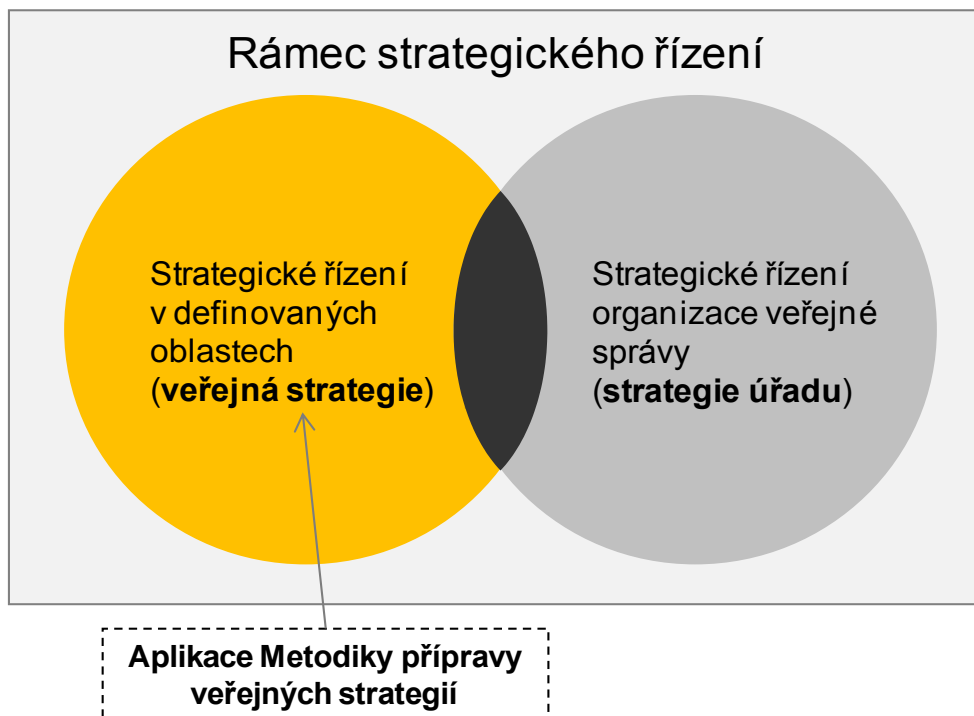 Rámec strategického řízení
Strategické řízení
v definovaných
oblastech
(veřejná strategie)
Strategické řízení
organizace veřejné
správy
(strategie úřadu)
Aplikace Metodiky přípravy
veřejných strategií